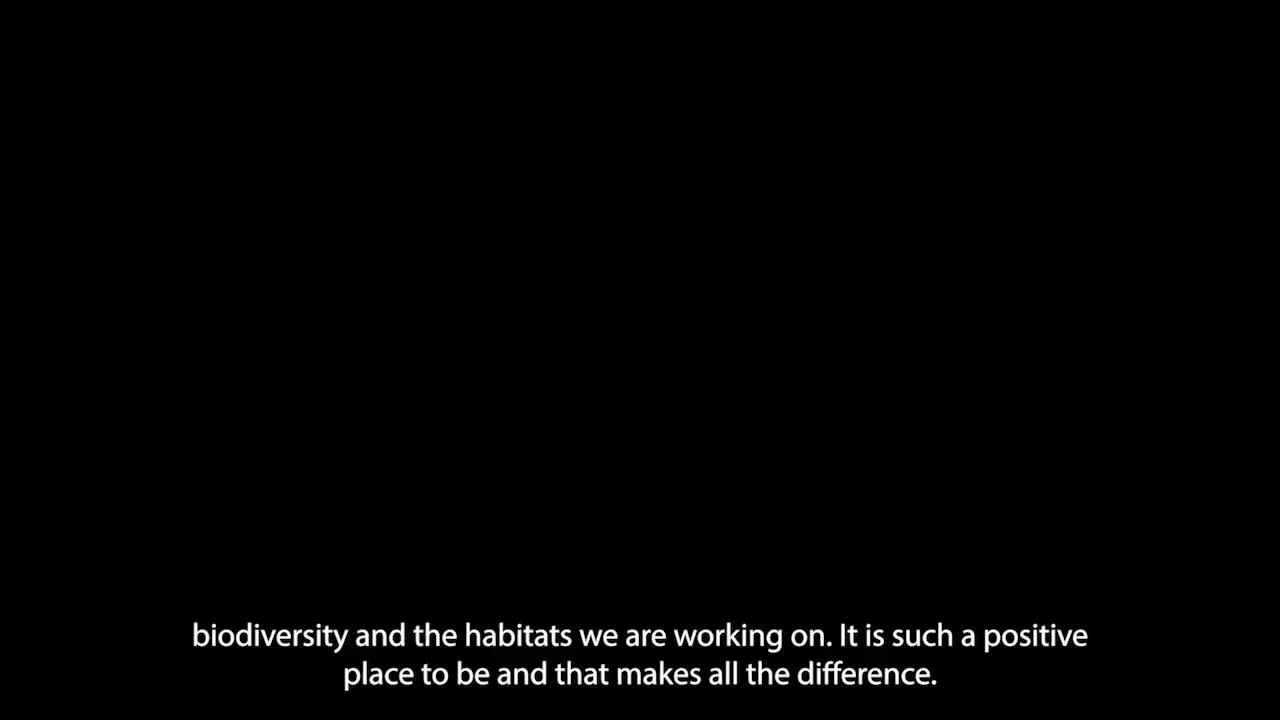 biodiversity and the habitats we are working on. It is such a positive
place to be and that makes all the difference.